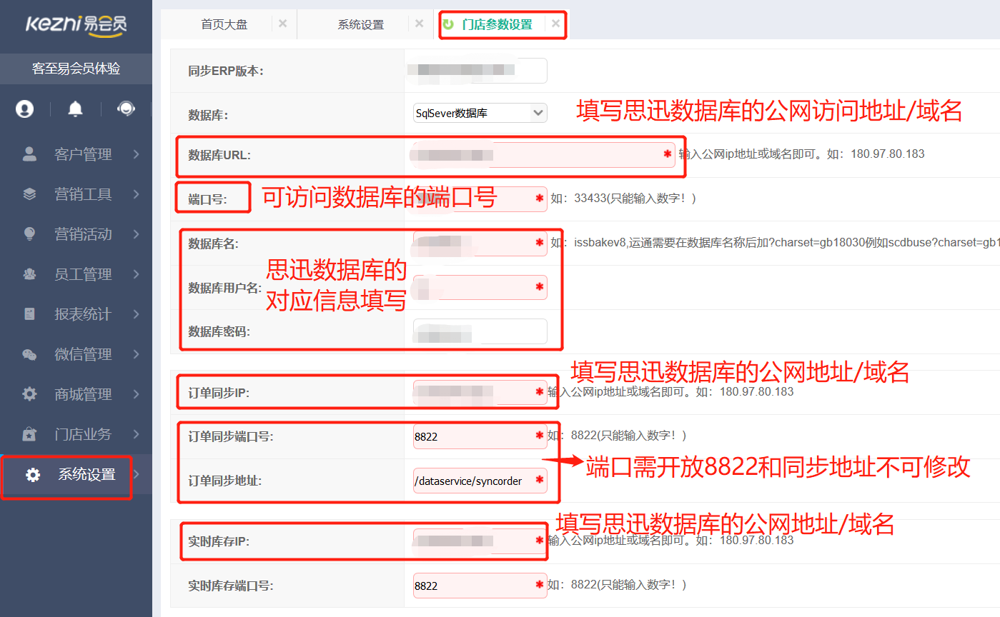 kezhi易会员
客至易会员体验
客户管理
营销工具
营销活动
员工管理
报表统计
微信管理
商城管理
门店业务
系统设置
首页大盘
系统设置
门店参数设置
同步ERP版本:
数据库:
SqlSever数据库
填写思迅数据库的公网访问地址/域名
数据库URL:
* 输入公网ip地址或域名即可。如：180.97.80.183
端口号:
可访问数据库的端口号
* 如：33433(只能输入数字！)
数据库名:
* 如：issbakev8,运通需要在数据库名称后加?charset=gb18030例如scdbuse?charset=gb1
思迅数据库的
对应信息填写
数据库用户名:
*
数据库密码:
填写思迅数据库的公网地址/域名
订单同步IP:
* 输入公网ip地址或域名即可。如：180.97.80.183
订单同步端口号:
8822
* 如：8822(只能输入数字！)
端口需开放8822和同步地址不可修改
订单同步地址:
/dataservice/syncorder
*
填写思迅数据库的公网地址/域名
实时库存IP:
* 输入公网ip地址或域名即可。如：180.97.80.183
实时库存端口号:
8822
* 如：8822(只能输入数字！)